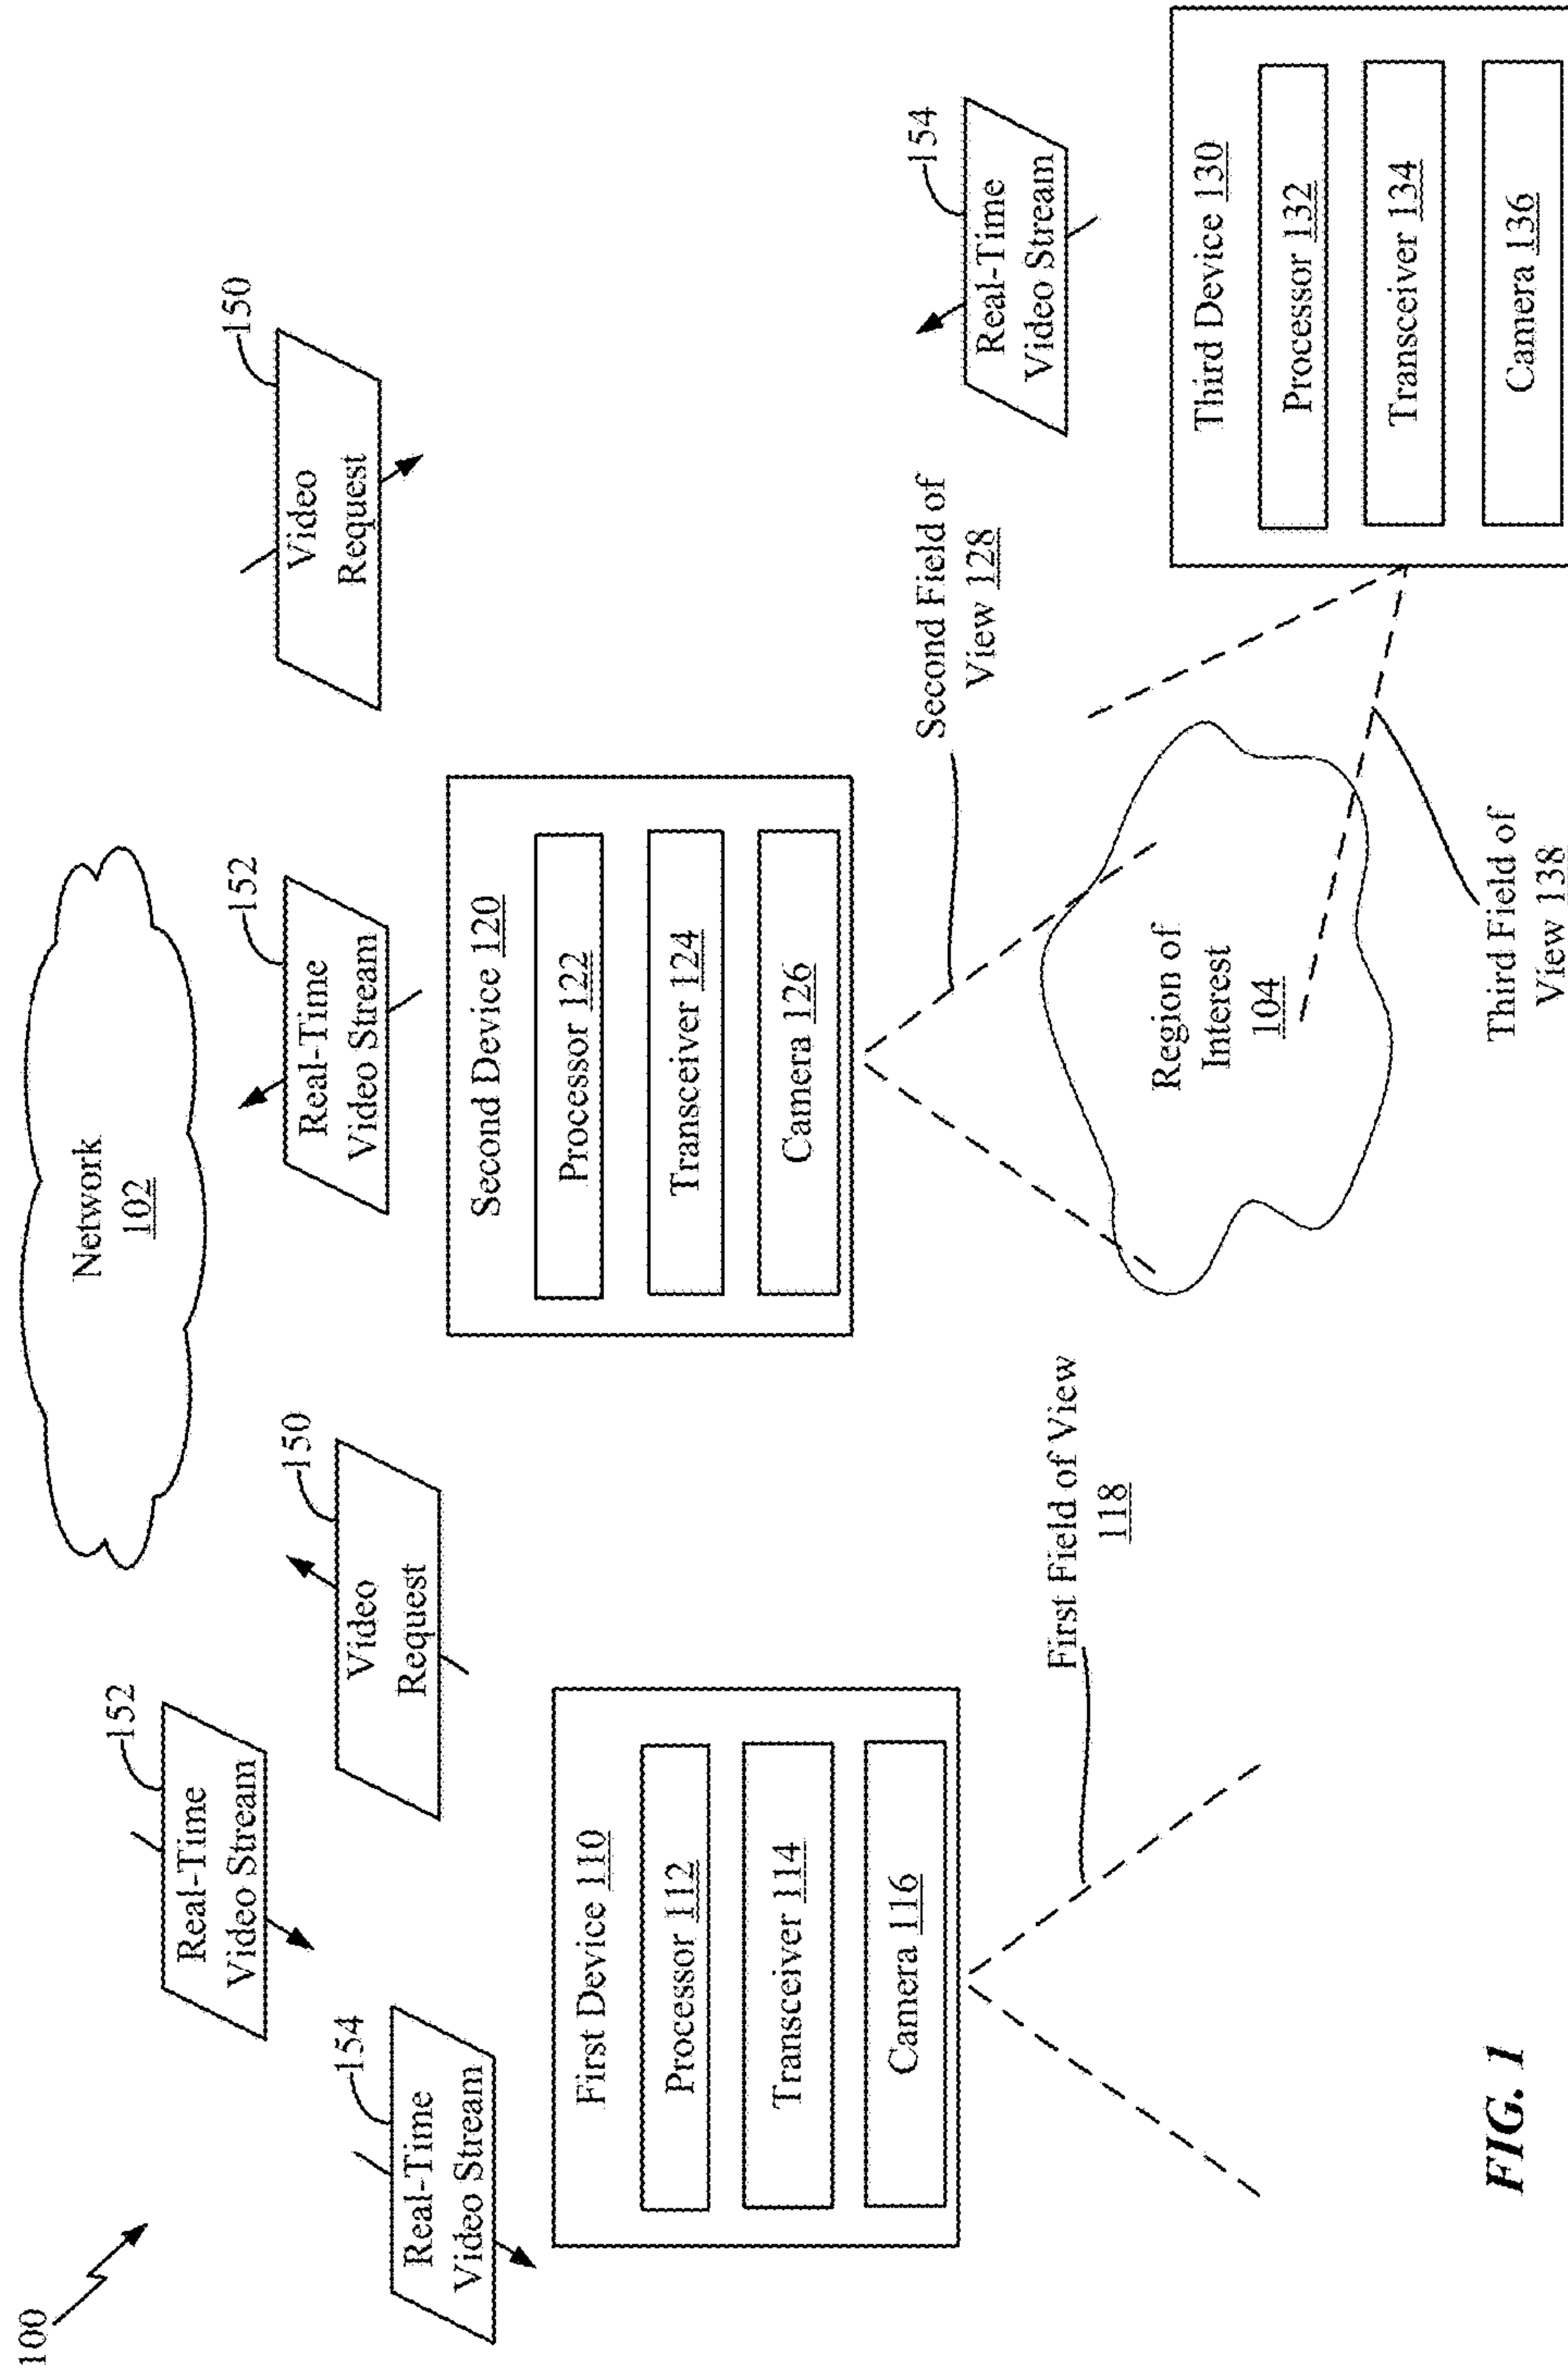 100
Network
102
152
Real-Time
Video Stream
154
Real-Time
Video Stream
150
Video
Request
152
Real-Time
Video Stream
150
Video
Request
First Device 110
Processor 112
Transceiver 114
Camera 116
Second Device 120
Processor 122
Transceiver 124
Camera 126
154
Real-Time
Video Stream
First Field of View
118
Second Field of
View 128
Region of
Interest
104
Third Device 130
Processor 132
Transceiver 134
Camera 136
Third Field of
View 138
FIG. 1